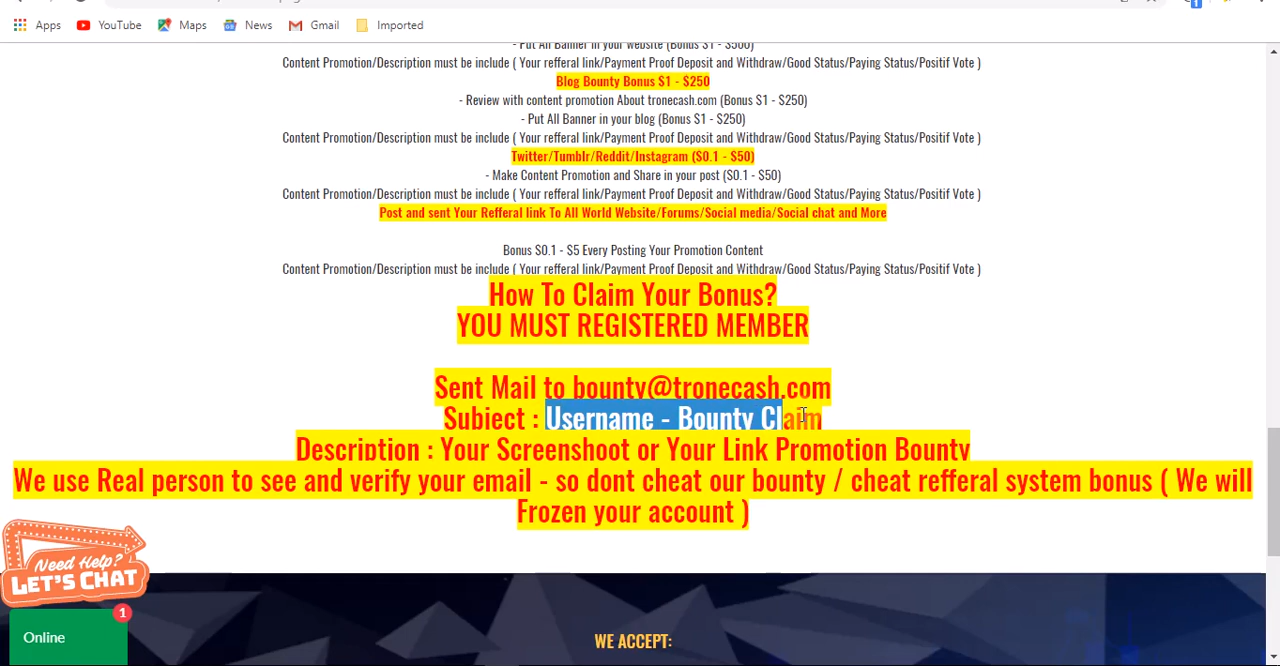 Apps YouTube Maps News Gmail Imported
- Put All Banner in your website (Bonus $1 - $500)
Content Promotion/Description must be include ( Your refferal link/Payment Proof Deposit and Withdraw/Good Status/Paying Status/Positif Vote )
Blog Bounty Bonus $1 - $250
- Review with content promotion About tronecash.com (Bonus $1 - $250)
- Put All Banner in your blog (Bonus $1 - $250)
Content Promotion/Description must be include ( Your refferal link/Payment Proof Deposit and Withdraw/Good Status/Paying Status/Positif Vote )
Twitter/Tumblr/Reddit/Instagram ($0.1 - $50)
- Make Content Promotion and Share in your post ($0.1 - $50)
Content Promotion/Description must be include ( Your refferal link/Payment Proof Deposit and Withdraw/Good Status/Paying Status/Positif Vote )
Post and sent Your Refferal link To All World Website/Forums/Social media/Social chat and More
Bonus $0.1 - $5 Every Posting Your Promotion Content
Content Promotion/Description must be include ( Your refferal link/Payment Proof Deposit and Withdraw/Good Status/Paying Status/Positif Vote )
How To Claim Your Bonus?
YOU MUST REGISTERED MEMBER
Sent Mail to bounty@tronecash.com
Subject : Username - Bounty Claim
Description : Your Screenshoot or Your Link Promotion Bounty
We use Real person to see and verify your email - so dont cheat our bounty / cheat refferal system bonus ( We will
Frozen your account )
Need Help?
LET'S CHAT
1
Online
WE ACCEPT: